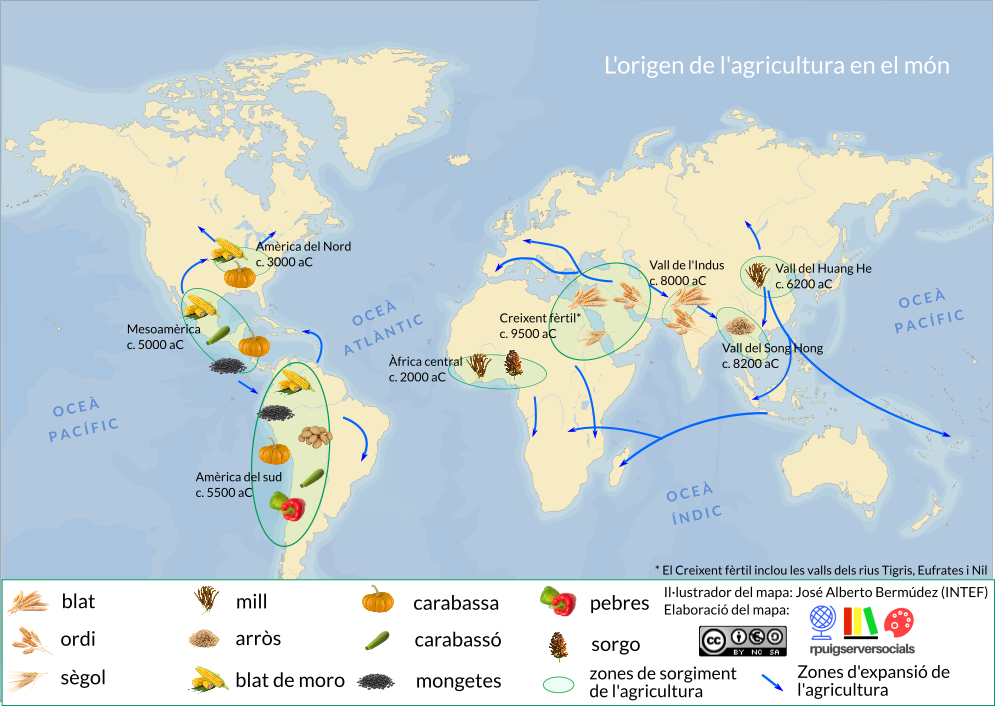 L'origen de l'agricultura en el món
Amèrica del Nord
c. 3000 aC
Mesoamèrica
c. 5000 aC
Amèrica del sud
c. 5500 aC
OCEÀ
PACÍFIC
OCEÀ
ATLÀNTIC
Àfrica central
c. 2000 aC
Creixent fèrtil*
c. 9500 aC
Vall de l'Indus
c. 8000 aC
Vall del Huang He
c. 6200 aC
Vall del Song Hong
c. 8200 aC
OCEÀ
PACÍFIC
OCEÀ
ÍNDIC
* El Creixent fèrtil inclou les valls dels rius Tigris, Eufrates i Nil
blat
ordi
sègol
mill
arròs
blat de moro
carabassa
carabassó
mongetes
pebres
sorgo
zones de sorgiment
de l'agricultura
Il·lustrador del mapa: José Alberto Bermúdez (INTEF)
Elaboració del mapa:
cc
BY NC SA
rpuigserversocials
Zones d'expansió de
l'agricultura